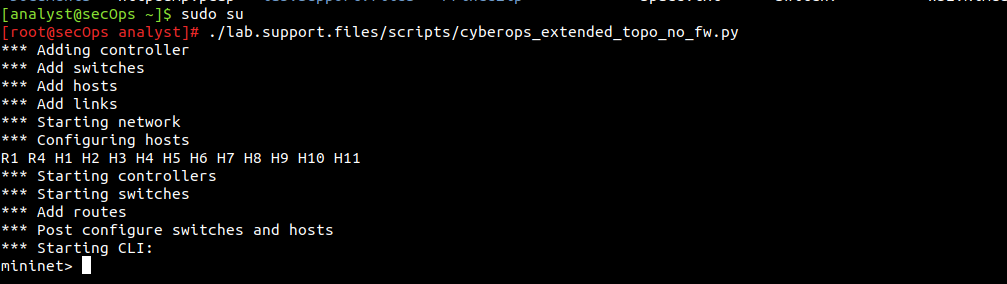 [analyst@secOps ~]$ sudo su
[root@secOps analyst]# ./lab.support.files/scripts/cyberops_extended_topo_no_fw.py
*** Adding controller
*** Add switches
*** Add hosts
*** Add links
*** Starting network
*** Configuring hosts
R1 R4 H1 H2 H3 H4 H5 H6 H7 H8 H9 H10 H11
*** Starting controllers
*** Starting switches
*** Add routes
*** Post configure switches and hosts
*** Starting CLI:
mininet>